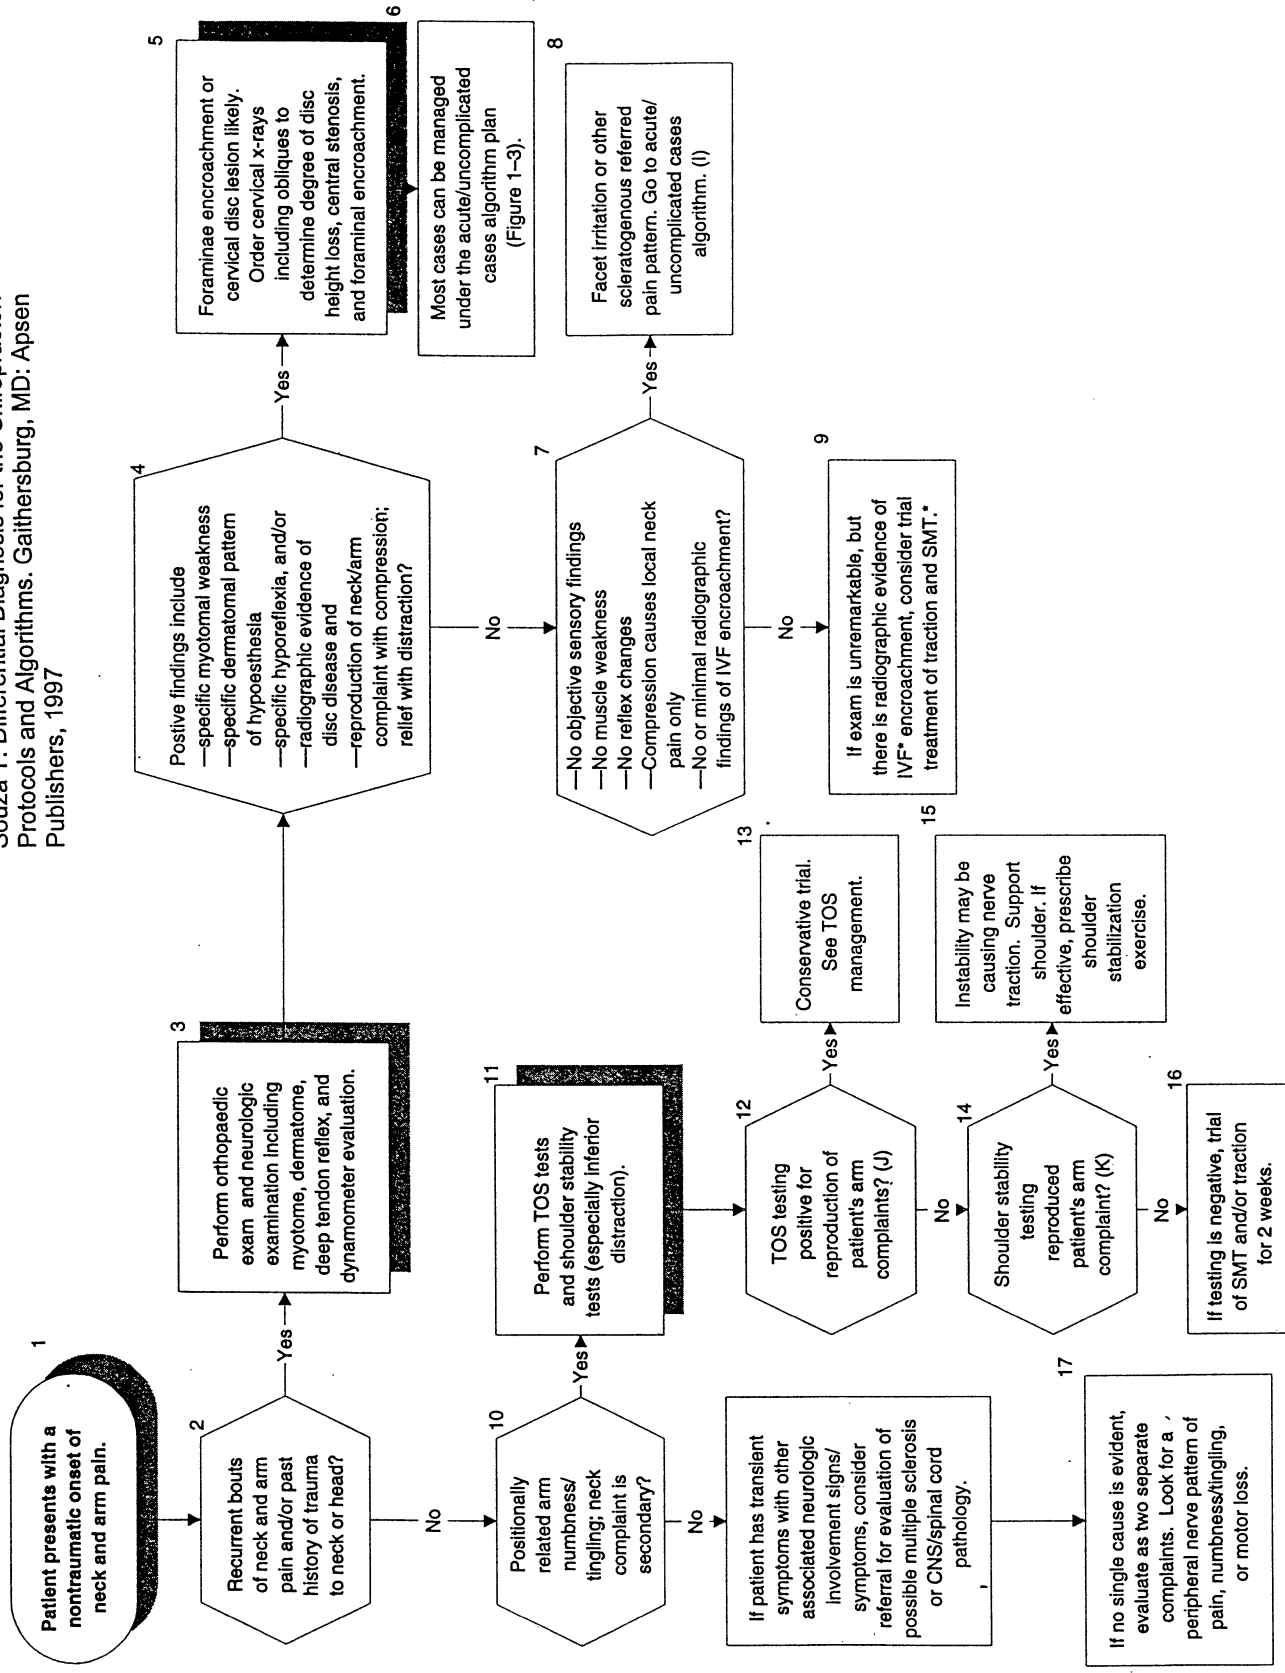 Protocols and Algorithms. Gaithersburg, MD: Apsen
Publishers, 1997
1
Patient presents with a
nontraumatic onset of
neck and arm pain.
2
Recurrent bouts
of neck and arm
pain and/or past
history of trauma
to neck or head?
Yes
No
3
Perform orthopaedic
exam and neurologic
examination including
myotome, dermatome,
deep tendon reflex, and
dynamometer evaluation.
4
Postive findings include
—specific myotomal weakness
—specific dermatomal pattern
of hypoesthesia
—specific hyporeflexia, and/or
—radiographic evidence of
disc disease and
—reproduction of neck/arm
complaint with compression;
relief with distraction?
Yes
No
5
Foraminae encroachment or
cervical disc lesion likely.
Order cervical x-rays
including obliques to
determine degree of disc
height loss, central stenosis,
and foraminal encroachment.
6
Most cases can be managed
under the acute/uncomplicated
cases algorithm plan
(Figure 1–3).
7
—No objective sensory findings
—No muscle weakness
—No reflex changes
—Compression causes local neck
pain only
—No or minimal radiographic
findings of IVF encroachment?
Yes
No
8
Facet irritation or other
scleratogenous referred
pain pattern. Go to acute/
uncomplicated cases
algorithm. (I)
9
If exam is unremarkable, but
there is radiographic evidence of
IVF* encroachment, consider trial
treatment of traction and SMT.*
10
Positionally
related arm
numbness/
tingling; neck
complaint is
secondary?
Yes
No
11
Perform TOS tests
and shoulder stability
tests (especially inferior
distraction).
12
TOS testing
positive for
reproduction of
patient's arm
complaints? (J)
Yes
No
13
Conservative trial.
See TOS
management.
14
Shoulder stability
testing
reproduced
patient's arm
complaint? (K)
Yes
No
15
Instability may be
causing nerve
traction. Support
shoulder. If
effective, prescribe
shoulder
stabilization
exercise.
16
If testing is negative, trial
of SMT and/or traction
for 2 weeks.
If patient has transient
symptoms with other
associated neurologic
involvement signs/
symptoms, consider
referral for evaluation of
possible multiple sclerosis
or CNS/spinal cord
pathology.
17
If no single cause is evident,
evaluate as two separate
complaints. Look for a
peripheral nerve pattern of
pain, numbness/tingling,
or motor loss.